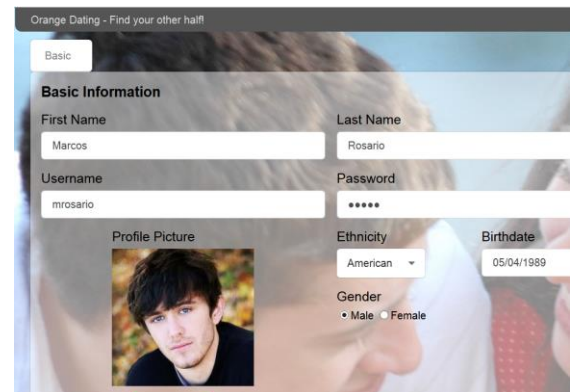 Orange Dating - Find your other half!
Basic
Basic Information
First Name
Last Name
Marcos
Rosario
Username
Password
mrosario
•••••
Profile Picture
Ethnicity
Birthdate
American
05/04/1989
Gender
Male Female